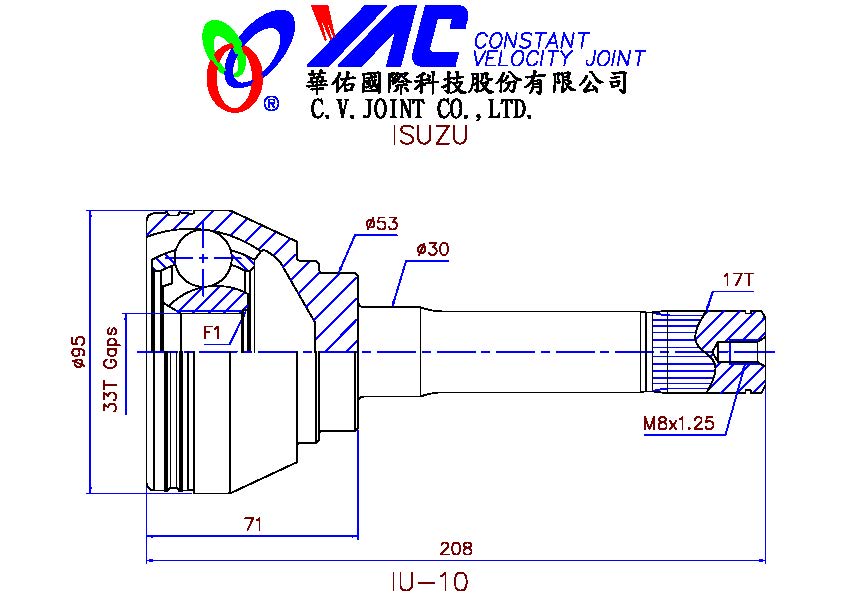 YAC CONSTANT
VELOCITY JOINT
®
華佑國際科技股份有限公司
C.V.JOINT CO.,LTD.
ISUZU
ø53
ø30
17T
F1
ø95
33T Gaps
M8x1.25
71
208
IU-10